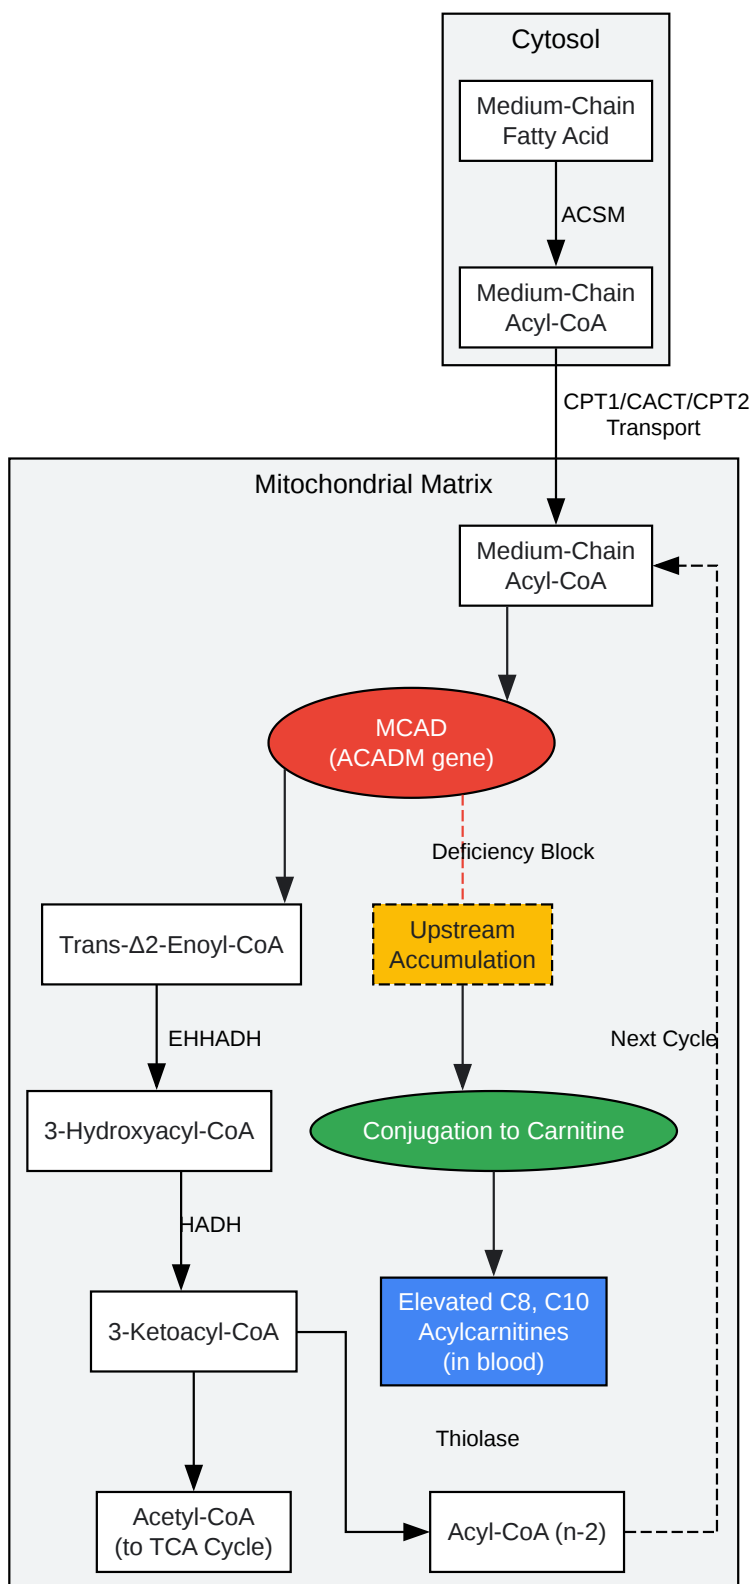 Cytosol
Medium-Chain
Fatty Acid
ACSM
Medium-Chain
Acyl-CoA
CPT1/CACT/CPT2
Transport
Mitochondrial Matrix
Medium-Chain
Acyl-CoA
MCAD
(ACADM gene)
Deficiency Block
Trans-Δ2-Enoyl-CoA
Upstream
Accumulation
EHHADH
Next Cycle
3-Hydroxyacyl-CoA
Conjugation to Carnitine
HADH
3-Ketoacyl-CoA
Elevated C8, C10
Acylcarnitines
(in blood)
Thiolase
Acetyl-CoA
(to TCA Cycle)
Acyl-CoA (n-2)